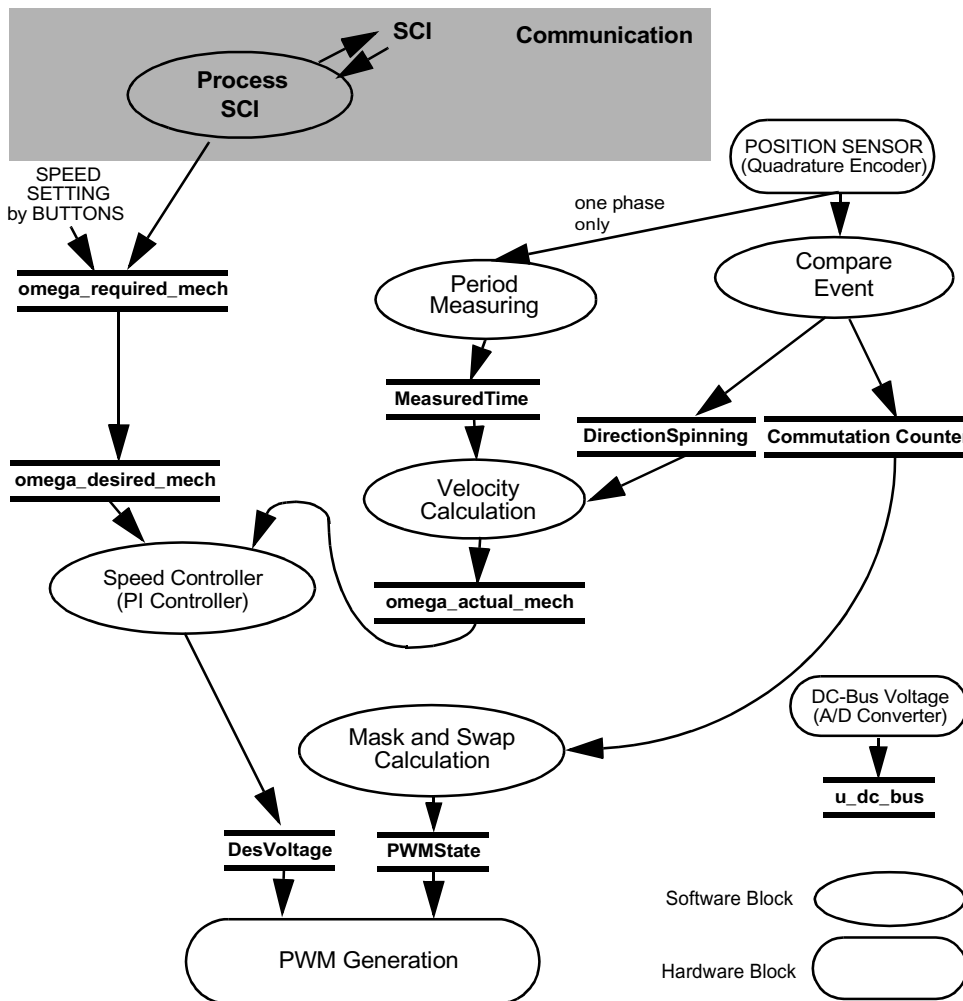 SCI
Communication
Process
SCI
POSITION SENSOR
(Quadrature Encoder)
SPEED
SETTING
by BUTTONS
one phase
only
Compare
Event
Period
Measuring
omega_required_mech
MeasuredTime
DirectionSpinning
Commutation Counter
omega_desired_mech
Velocity
Calculation
Speed Controller
(PI Controller)
omega_actual_mech
DC-Bus Voltage
(A/D Converter)
Mask and Swap
Calculation
u_dc_bus
DesVoltage
PWMState
Software Block
PWM Generation
Hardware Block